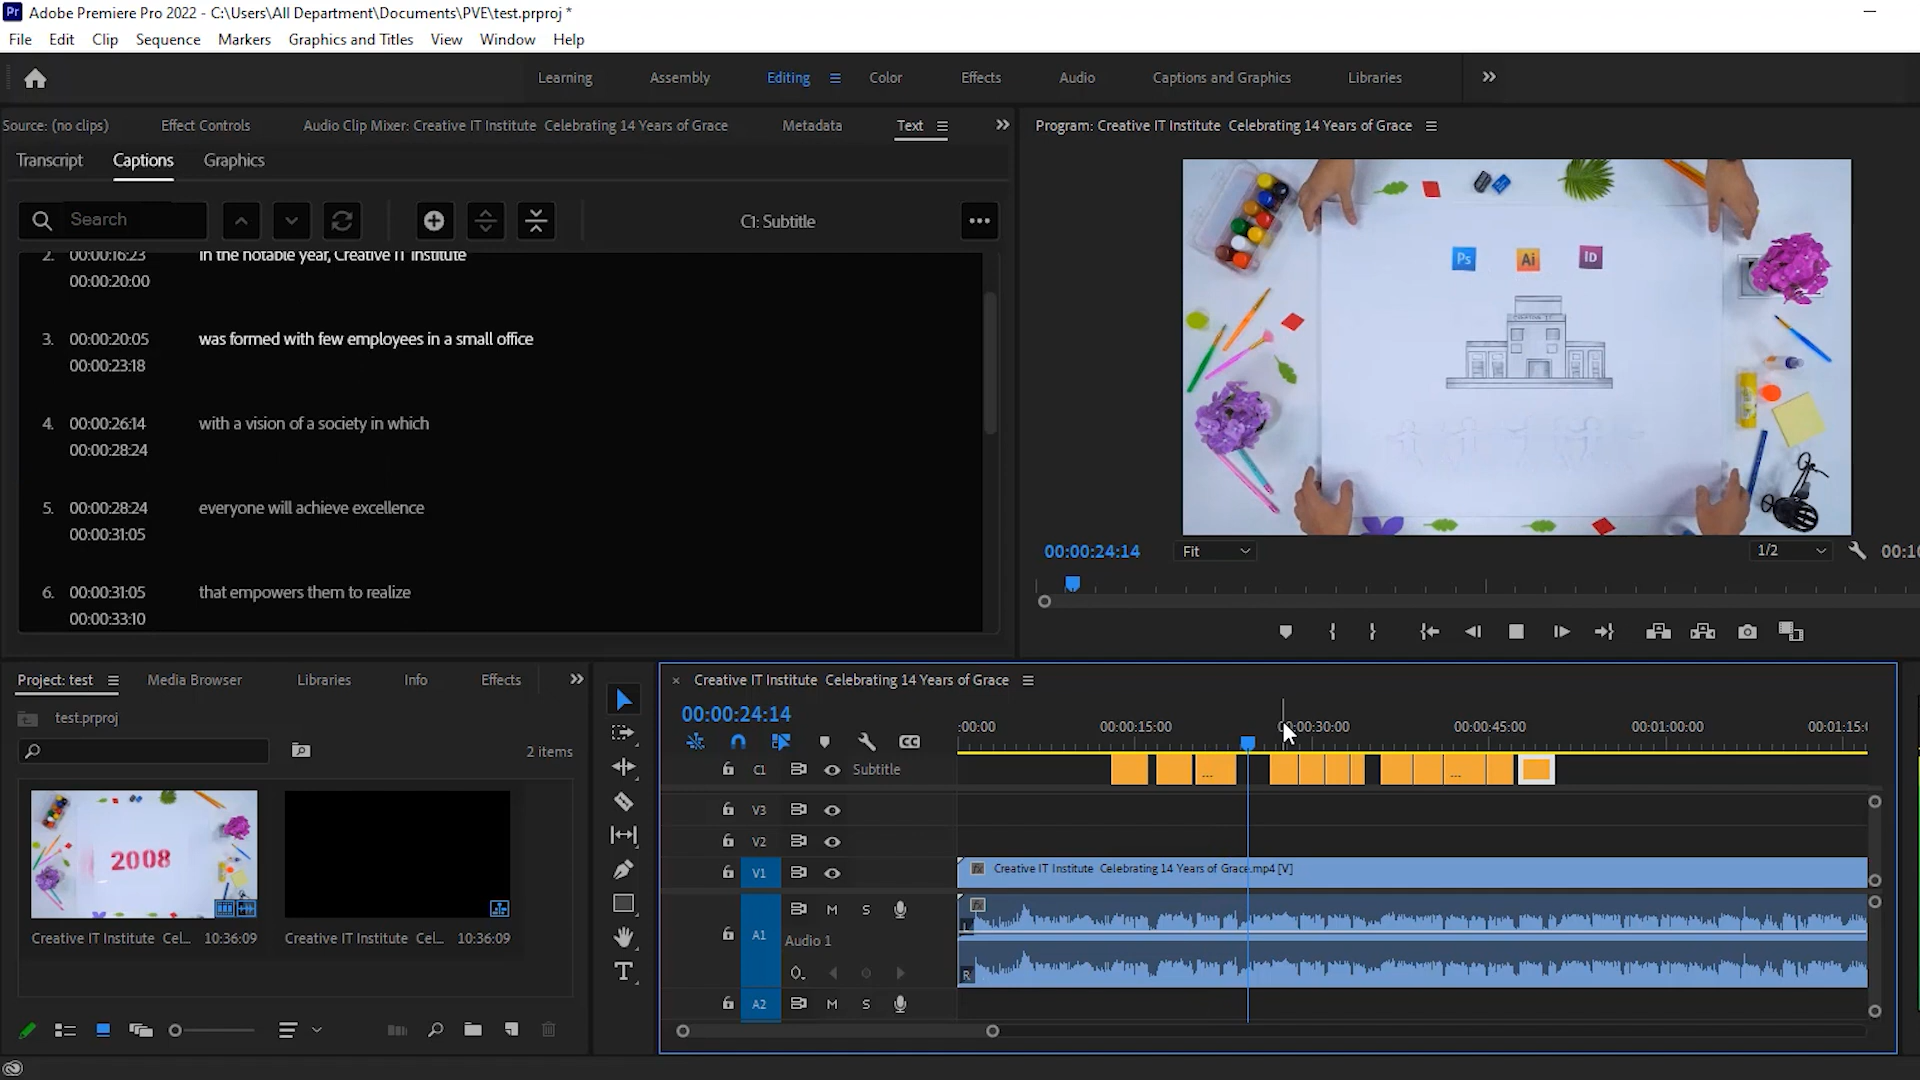 Pr Adobe Premiere Pro 2022 - C:\Users\All Department\Documents\PVE\test.prproj *
File Edit Clip Sequence Markers Graphics and Titles View Window Help
Learning Assembly Editing Color Effects Audio Captions and Graphics Libraries
Source: (no clips) Effect Controls Audio Clip Mixer: Creative IT Institute Celebrating 14 Years of Grace Metadata Text
Program: Creative IT Institute Celebrating 14 Years of Grace
Transcript Captions Graphics
Search
C1: Subtitle
2. 00:00:16:23 In the notable year, Creative IT Institute
00:00:20:00
3. 00:00:20:05 was formed with few employees in a small office
00:00:23:18
4. 00:00:26:14 with a vision of a society in which
00:00:28:24
5. 00:00:28:24 everyone will achieve excellence
00:00:31:05
6. 00:00:31:05 that empowers them to realize
00:00:33:10
Ps Ai ID
00:00:24:14 Fit 1/2
Project: test Media Browser Libraries Info Effects
test.prproj
2 items
2008
Creative IT Institute Cel... 10:36:09
Creative IT Institute Cel... 10:36:09
× Creative IT Institute Celebrating 14 Years of Grace
00:00:24:14
:00:00 00:00:15:00 00:00:30:00 00:00:45:00 00:01:00:00
CC
C1 Subtitle
... ...
V3
V2
V1 Creative IT Institute Celebrating 14 Years of Grace.mp4 [V]
fx
M S
A1 Audio 1
L
R
A2 M S
T